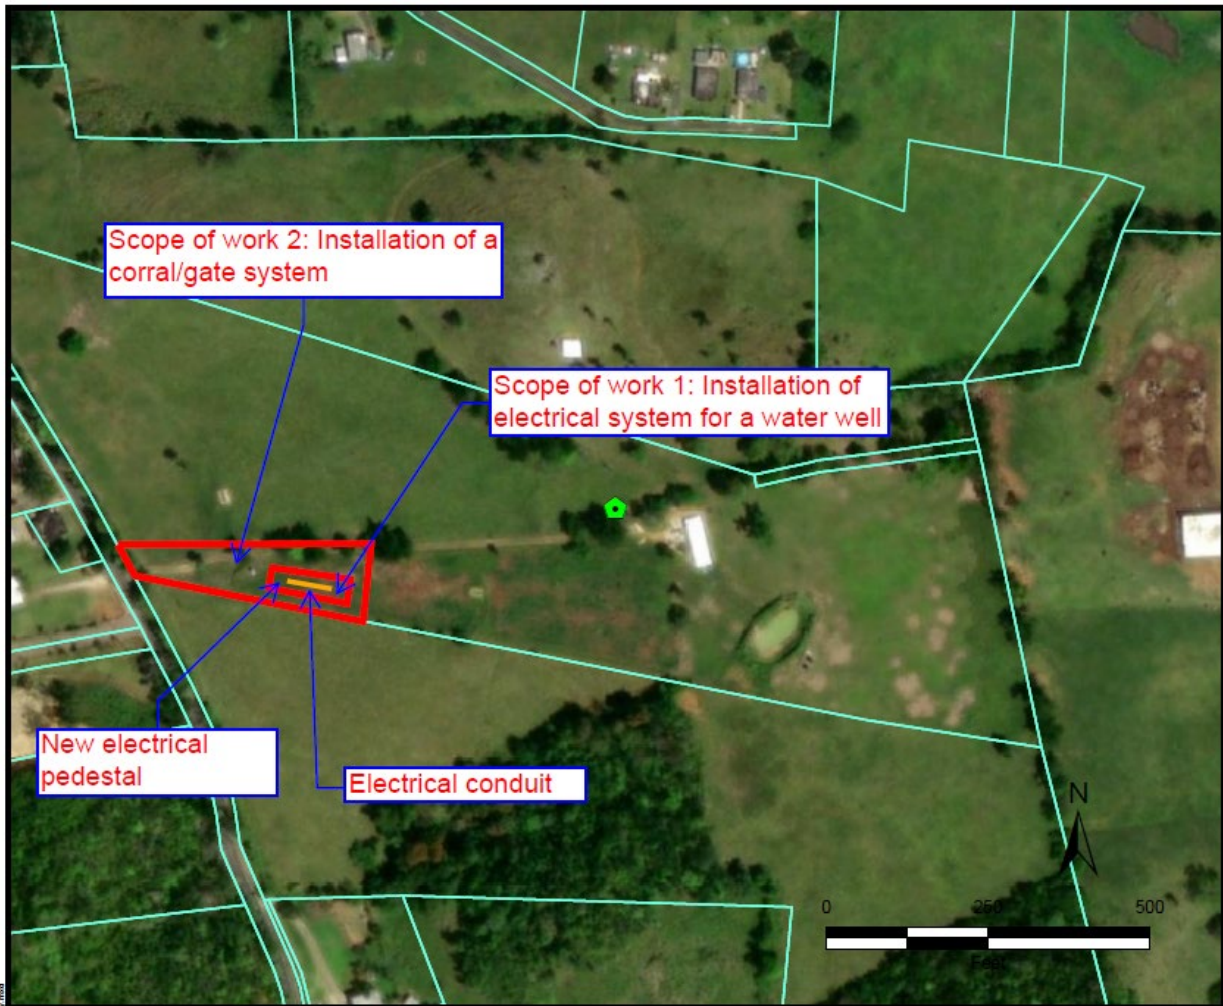 Scope of work 2: Installation of a
corral/gate system
Scope of work 1: Installation of
electrical system for a water well
New electrical
pedestal
Electrical conduit
N
0 250 500
Feet